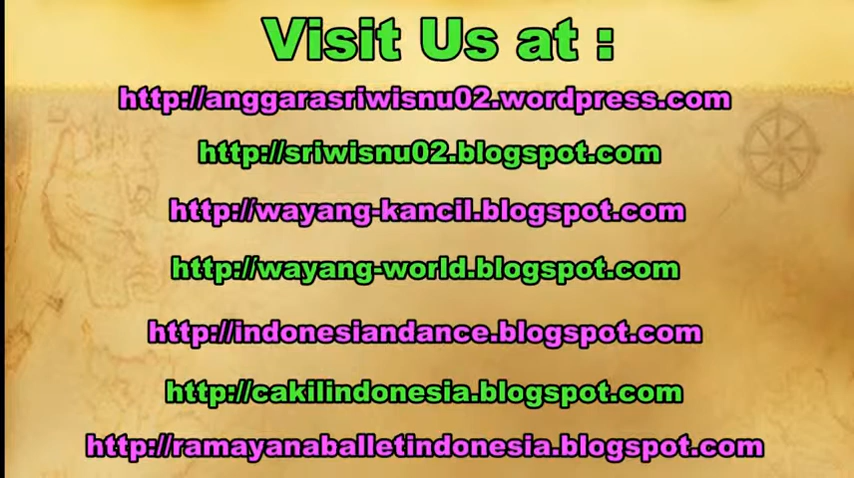 Visit Us at :
http://anggarasriwisnu02.wordpress.com
http://sriwisnu02.blogspot.com
http://wayang-kancil.blogspot.com
http://wayang-world.blogspot.com
http://indonesiandance.blogspot.com
http://cakilindonesia.blogspot.com
http://ramayanaballetindonesia.blogspot.com